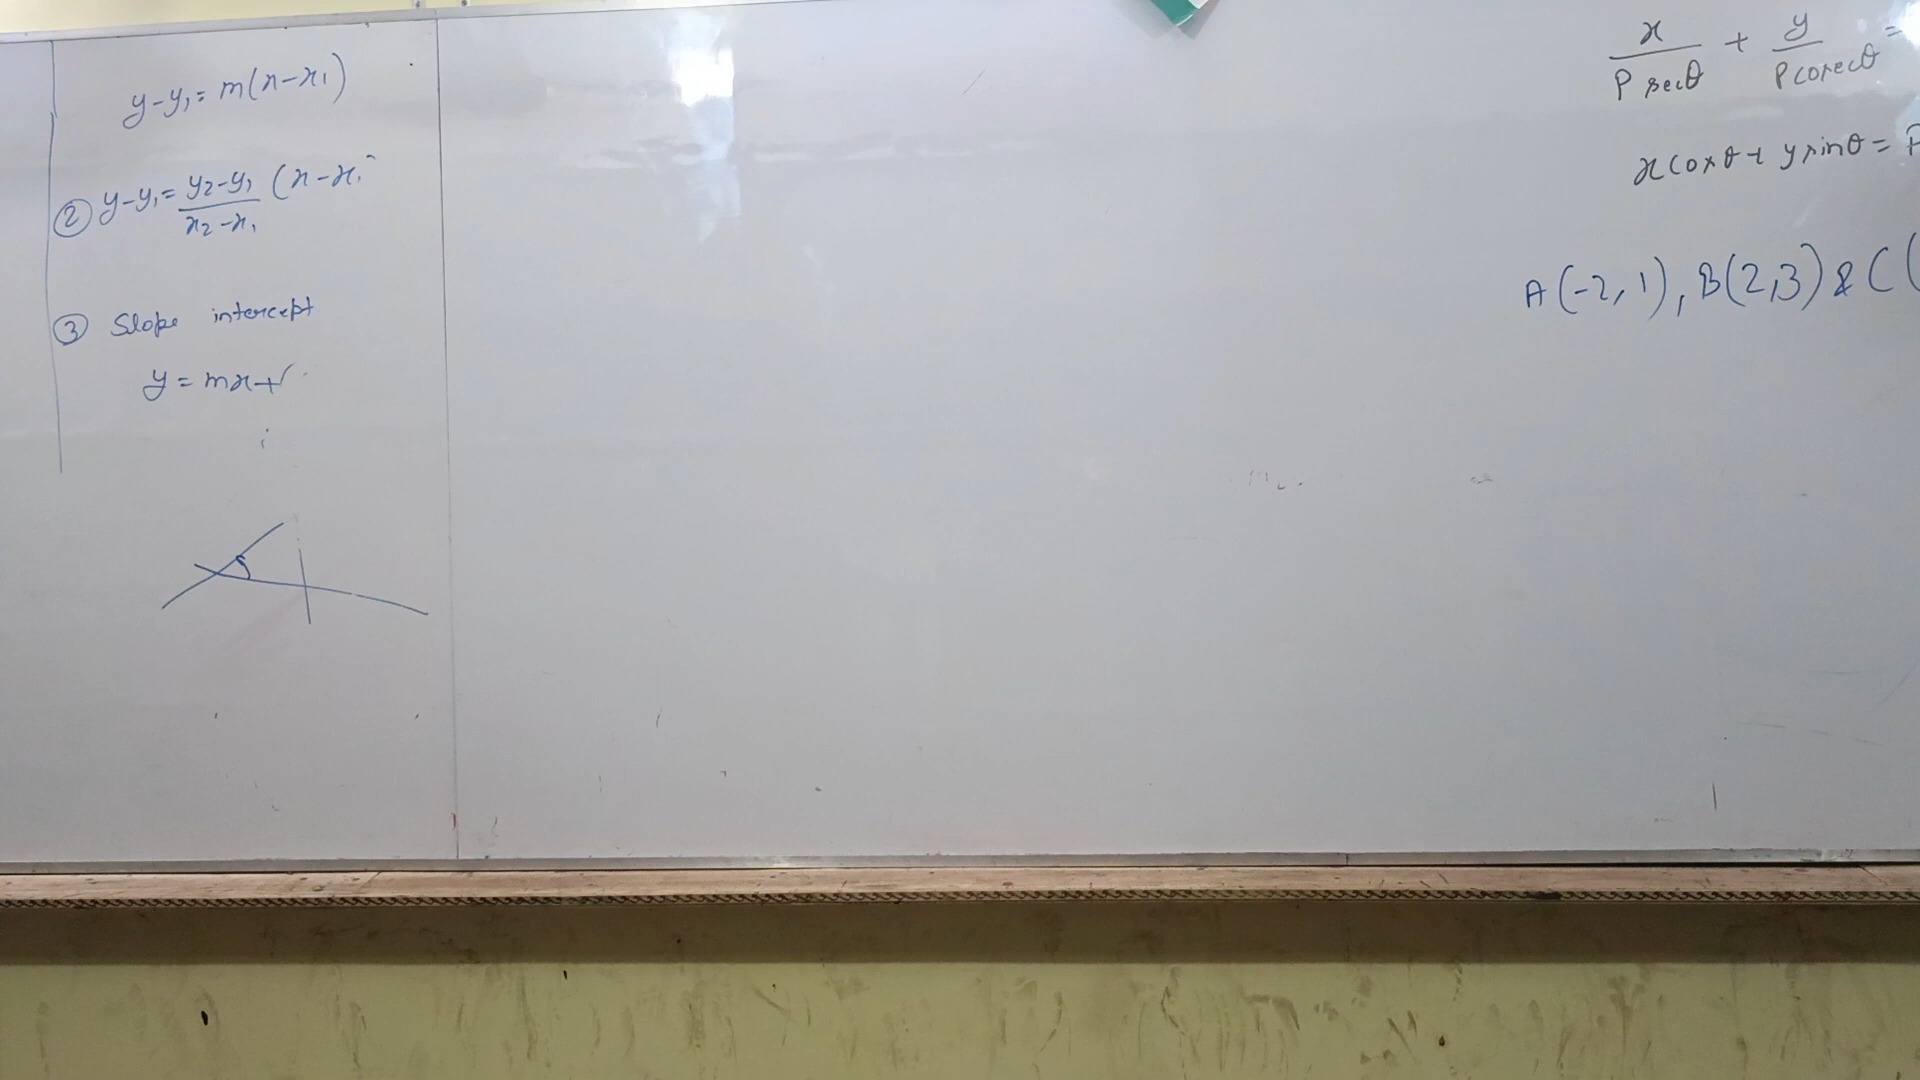 y-y₁= m(x-x₁)
② y-y₁= y₂-y₁ / x₂-x₁ (x-x₁
③ Slope intercept
y = mx+
x / P secθ + y / P cosecθ =
x cosθ + y sinθ = P
A(-2,1), B(2,3) & C(